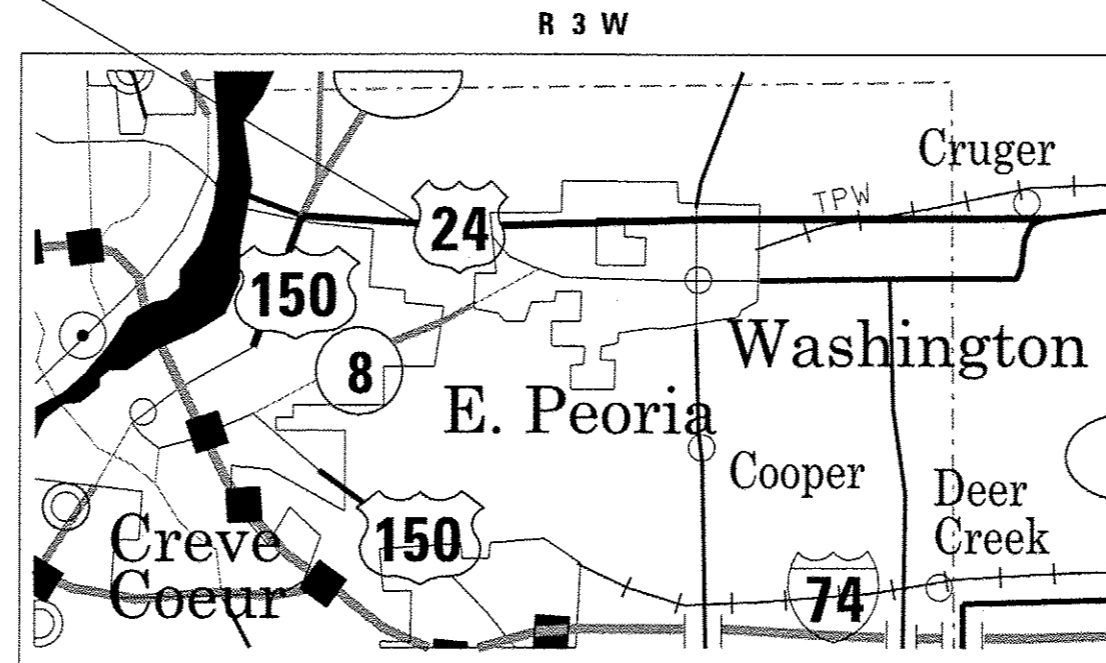 R 3 W
Cruger
TPW
24
150
8
Washington
E. Peoria
Cooper
Deer
Creek
150
Creve
Coeur
74